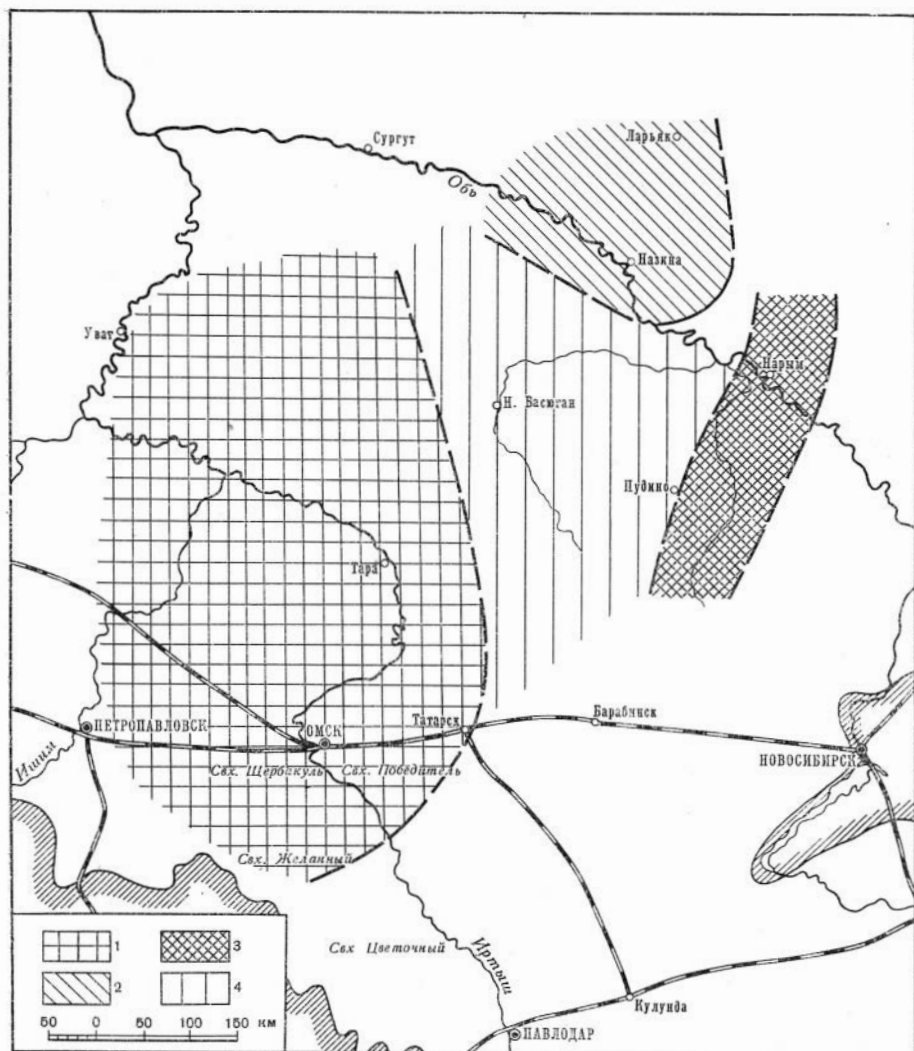 Сургут
Ларьяк
Обь
Назина
Уват
Нарым
Н. Васюган
Пудино
Тара
ПЕТРОПАВЛОВСК
Ишим
ОМСК
Татарск
Барабинск
НОВОСИБИРСК
Свх. Щербакуль
Свх. Победитель
Свх. Желанный
Свх Цветочный
Иртыш
Кулунда
ПАВЛОДАР
1
3
2
4
50 0 50 100 150 км